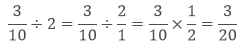 3/10 ÷ 2 = 3/10 ÷ 2/1 = 3/10 × 1/2 = 3/20